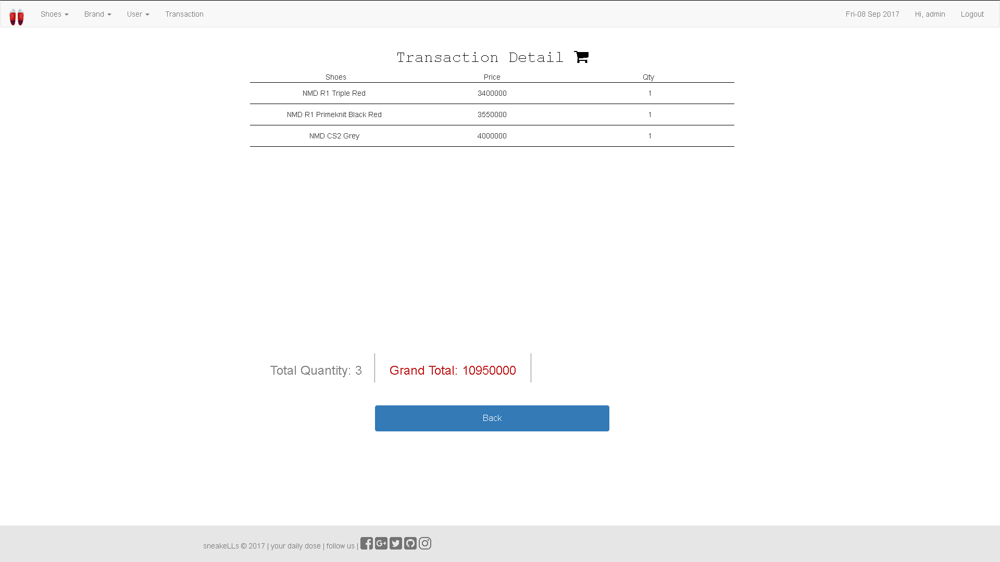 Shoes Brand User Transaction Fri-08 Sep 2017 Hi, admin Logout
Transaction Detail
Shoes Price Qty
NMD R1 Triple Red 3400000 1
NMD R1 Primeknit Black Red 3550000 1
NMD CS2 Grey 4000000 1
Total Quantity: 3 Grand Total: 10950000
Back
sneakeLLs © 2017 | your daily dose | follow us |